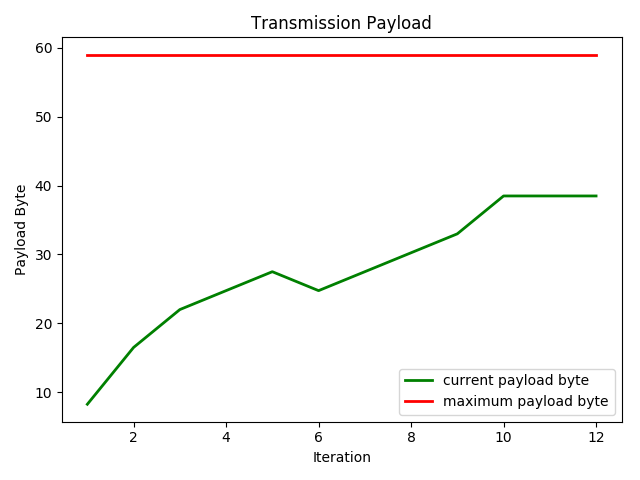 Transmission Payload
60
50
40
30
20
10
Payload Byte
current payload byte
maximum payload byte
2 4 6 8 10 12
Iteration